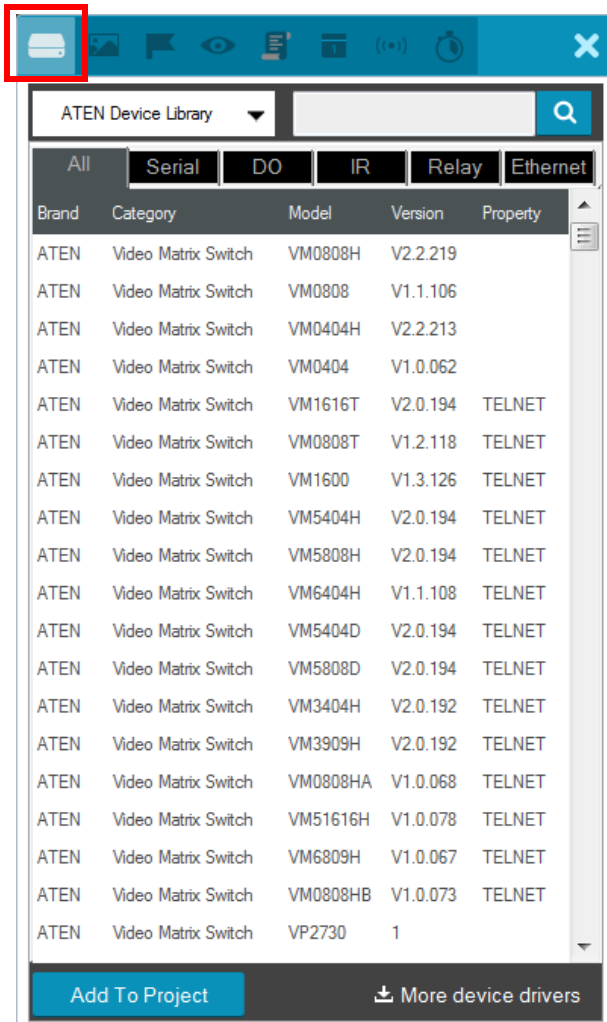 1
ATEN Device Library
All Serial DO IR Relay Ethernet
Brand Category Model Version Property
ATEN Video Matrix Switch VM0808H V2.2.219
ATEN Video Matrix Switch VM0808 V1.1.106
ATEN Video Matrix Switch VM0404H V2.2.213
ATEN Video Matrix Switch VM0404 V1.0.062
ATEN Video Matrix Switch VM1616T V2.0.194 TELNET
ATEN Video Matrix Switch VM0808T V1.2.118 TELNET
ATEN Video Matrix Switch VM1600 V1.3.126 TELNET
ATEN Video Matrix Switch VM5404H V2.0.194 TELNET
ATEN Video Matrix Switch VM5808H V2.0.194 TELNET
ATEN Video Matrix Switch VM6404H V1.1.108 TELNET
ATEN Video Matrix Switch VM5404D V2.0.194 TELNET
ATEN Video Matrix Switch VM5808D V2.0.194 TELNET
ATEN Video Matrix Switch VM3404H V2.0.192 TELNET
ATEN Video Matrix Switch VM3909H V2.0.192 TELNET
ATEN Video Matrix Switch VM0808HA V1.0.068 TELNET
ATEN Video Matrix Switch VM51616H V1.0.078 TELNET
ATEN Video Matrix Switch VM6809H V1.0.067 TELNET
ATEN Video Matrix Switch VM0808HB V1.0.073 TELNET
ATEN Video Matrix Switch VP2730 1
Add To Project More device drivers